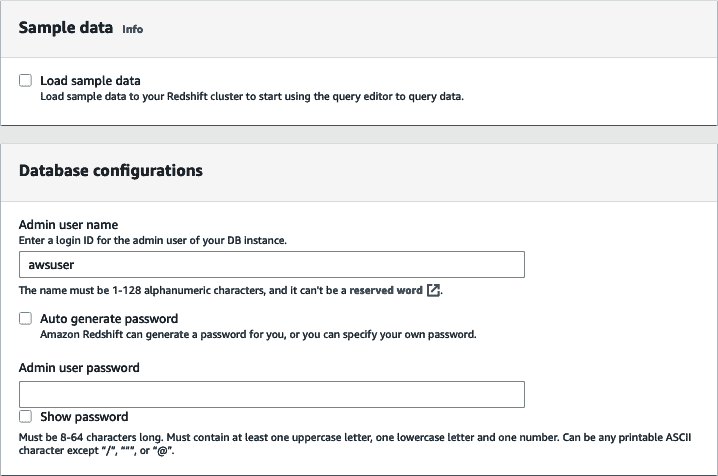 Sample data Info
Load sample data
Load sample data to your Redshift cluster to start using the query editor to query data.
Database configurations
Admin user name
Enter a login ID for the admin user of your DB instance.
awsuser
The name must be 1-128 alphanumeric characters, and it can't be a reserved word.
Auto generate password
Amazon Redshift can generate a password for you, or you can specify your own password.
Admin user password
Show password
Must be 8-64 characters long. Must contain at least one uppercase letter, one lowercase letter and one number. Can be any printable ASCII
character except “/”, “"”, or “@”.